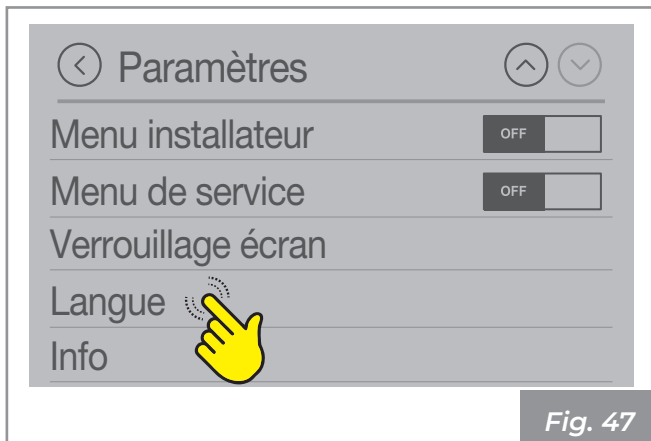 Paramètres
Menu installateur OFF
Menu de service OFF
Verrouillage écran
Langue
Info
Fig. 47